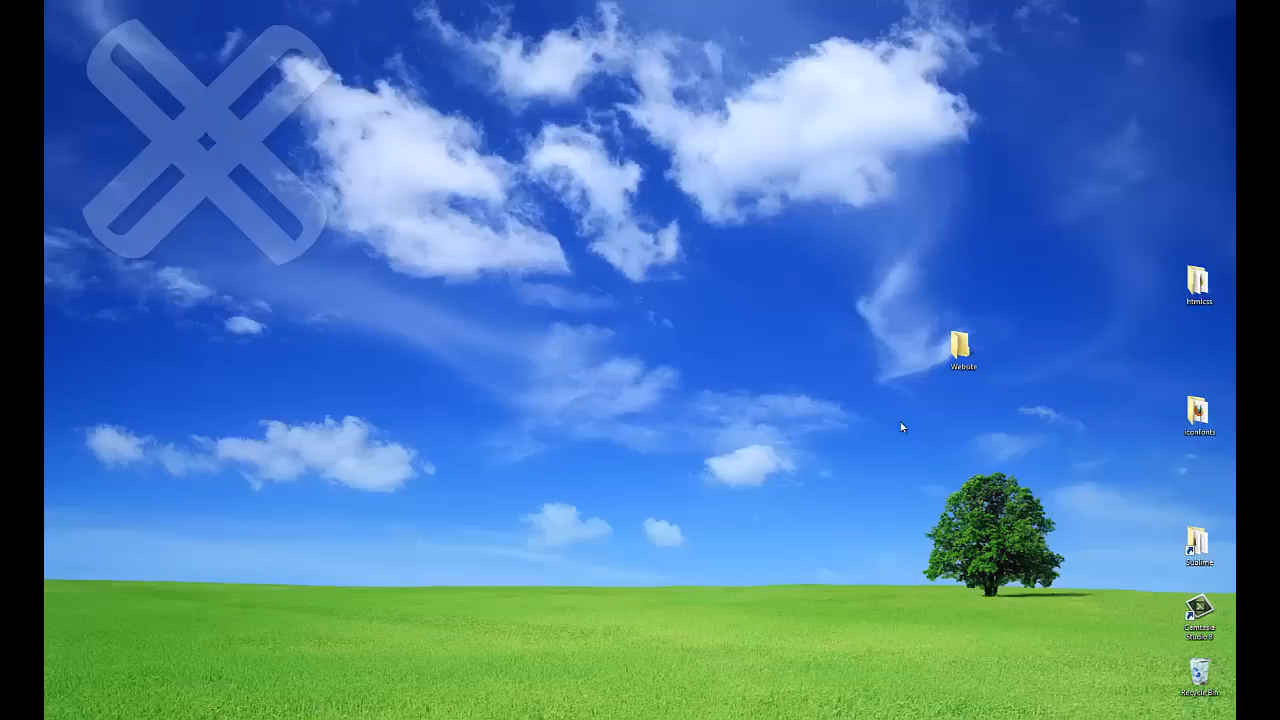 htmlcss
Website
iconfonts
Sublime
Camtasia
Studio 8
Recycle Bin